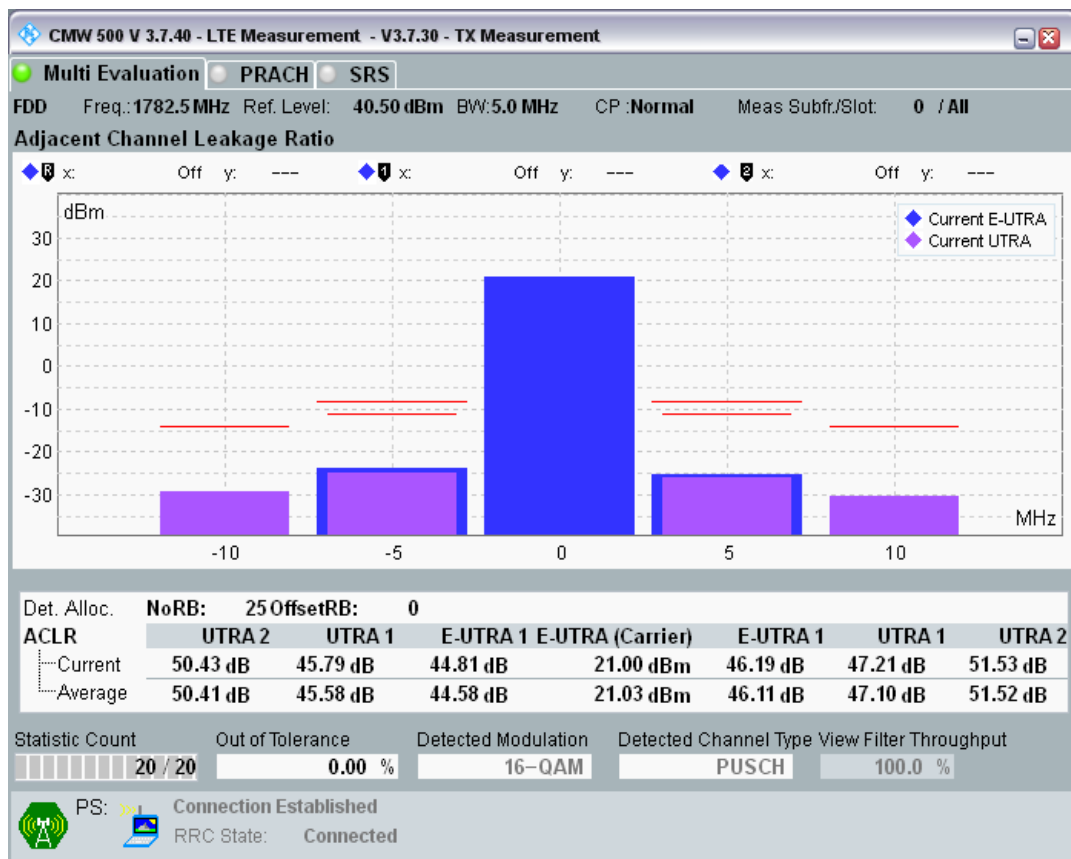 CMW 500 V 3.7.40 - LTE Measurement - V3.7.30 - TX Measurement
Multi Evaluation PRACH SRS
FDD Freq.:1782.5 MHz Ref. Level: 40.50 dBm BW:5.0 MHz CP :Normal Meas Subfr./Slot: 0 / All
Adjacent Channel Leakage Ratio
R x: Off y: --- 1 x: Off y: --- 2 x: Off y: ---
dBm
Current E-UTRA
Current UTRA
30
20
10
0
-10
-20
-30
MHz
-10 -5 0 5 10
Det. Alloc. NoRB: 25 OffsetRB: 0
ACLR UTRA 2 UTRA 1 E-UTRA 1 E-UTRA (Carrier) E-UTRA 1 UTRA 1 UTRA 2
Current 50.43 dB 45.79 dB 44.81 dB 21.00 dBm 46.19 dB 47.21 dB 51.53 dB
Average 50.41 dB 45.58 dB 44.58 dB 21.03 dBm 46.11 dB 47.10 dB 51.52 dB
Statistic Count Out of Tolerance Detected Modulation Detected Channel Type View Filter Throughput
20 / 20 0.00 % 16-QAM PUSCH 100.0 %
PS: Connection Established
RRC State: Connected